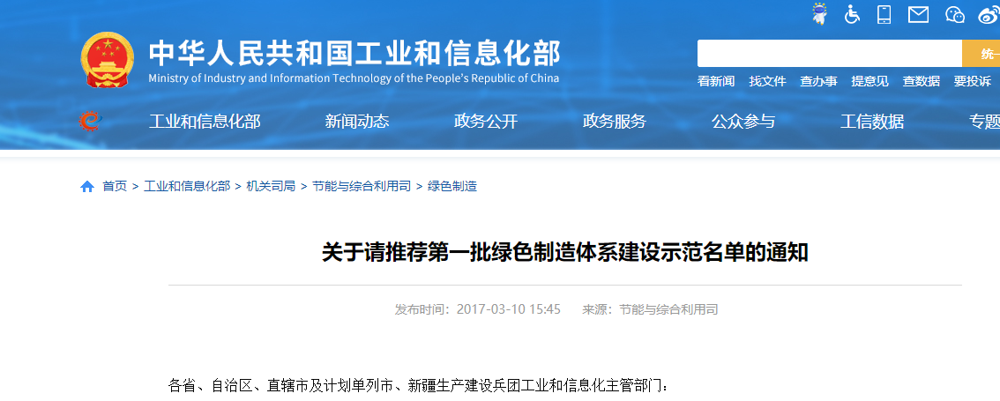 中华人民共和国工业和信息化部
Ministry of Industry and Information Technology of the People's Republic of China
统一
看新闻 找文件 查办事 提意见 查数据 要投诉
工业和信息化部 新闻动态 政务公开 政务服务 公众参与 工信数据 专题
首页 > 工业和信息化部 > 机关司局 > 节能与综合利用司 > 绿色制造
关于请推荐第一批绿色制造体系建设示范名单的通知
发布时间：2017-03-10 15:45 来源：节能与综合利用司
各省、自治区、直辖市及计划单列市、新疆生产建设兵团工业和信息化主管部门：